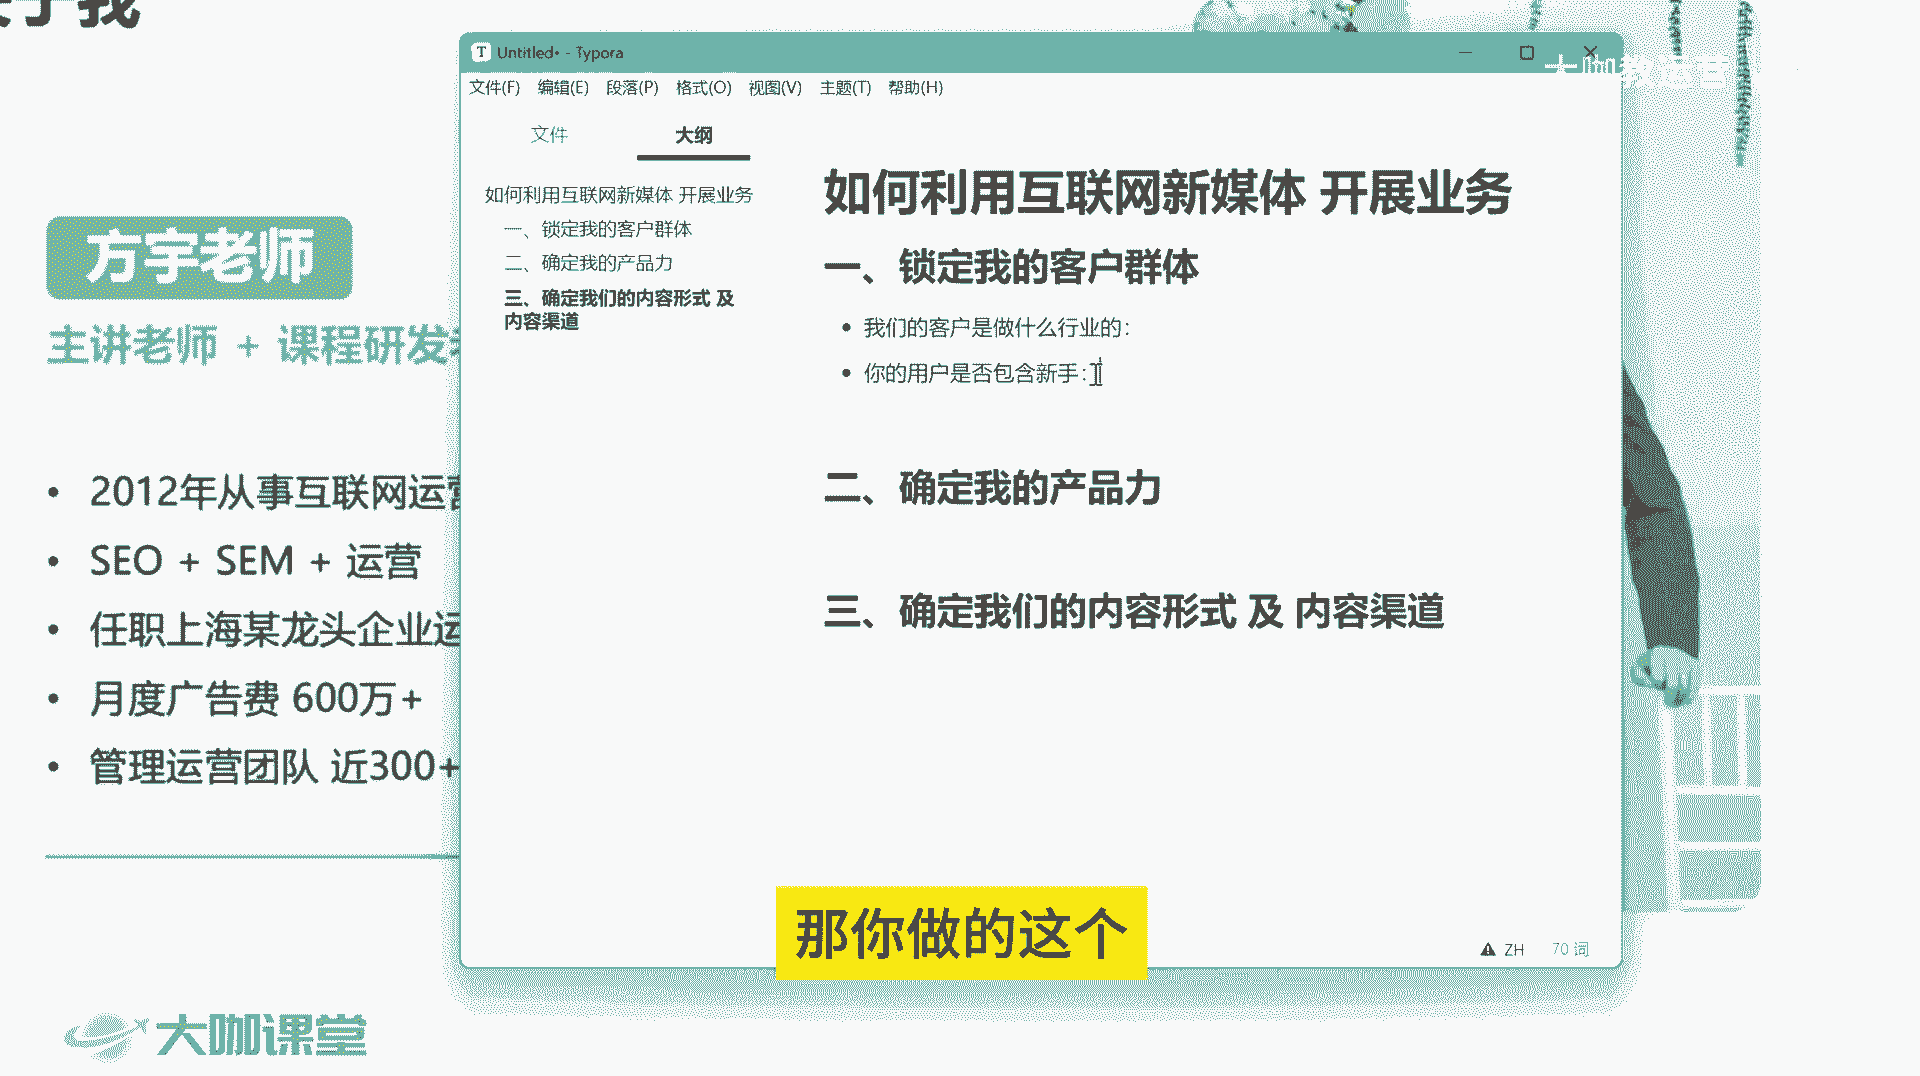 关于我
大咖教运营
Untitled• - Typora
文件(F) 编辑(E) 段落(P) 格式(O) 视图(V) 主题(T) 帮助(H)
文件 大纲
如何利用互联网新媒体 开展业务
一、锁定我的客户群体
二、确定我的产品力
三、确定我们的内容形式 及
内容渠道
如何利用互联网新媒体 开展业务
一、锁定我的客户群体
• 我们的客户是做什么行业的:
• 你的用户是否包含新手:
二、确定我的产品力
三、确定我们的内容形式 及 内容渠道
ZH 70 词
方宇老师
主讲老师 + 课程研发
• 2012年从事互联网运营
• SEO + SEM + 运营
• 任职上海某龙头企业运
• 月度广告费 600万+
• 管理运营团队 近300+
那你做的这个
大咖课堂